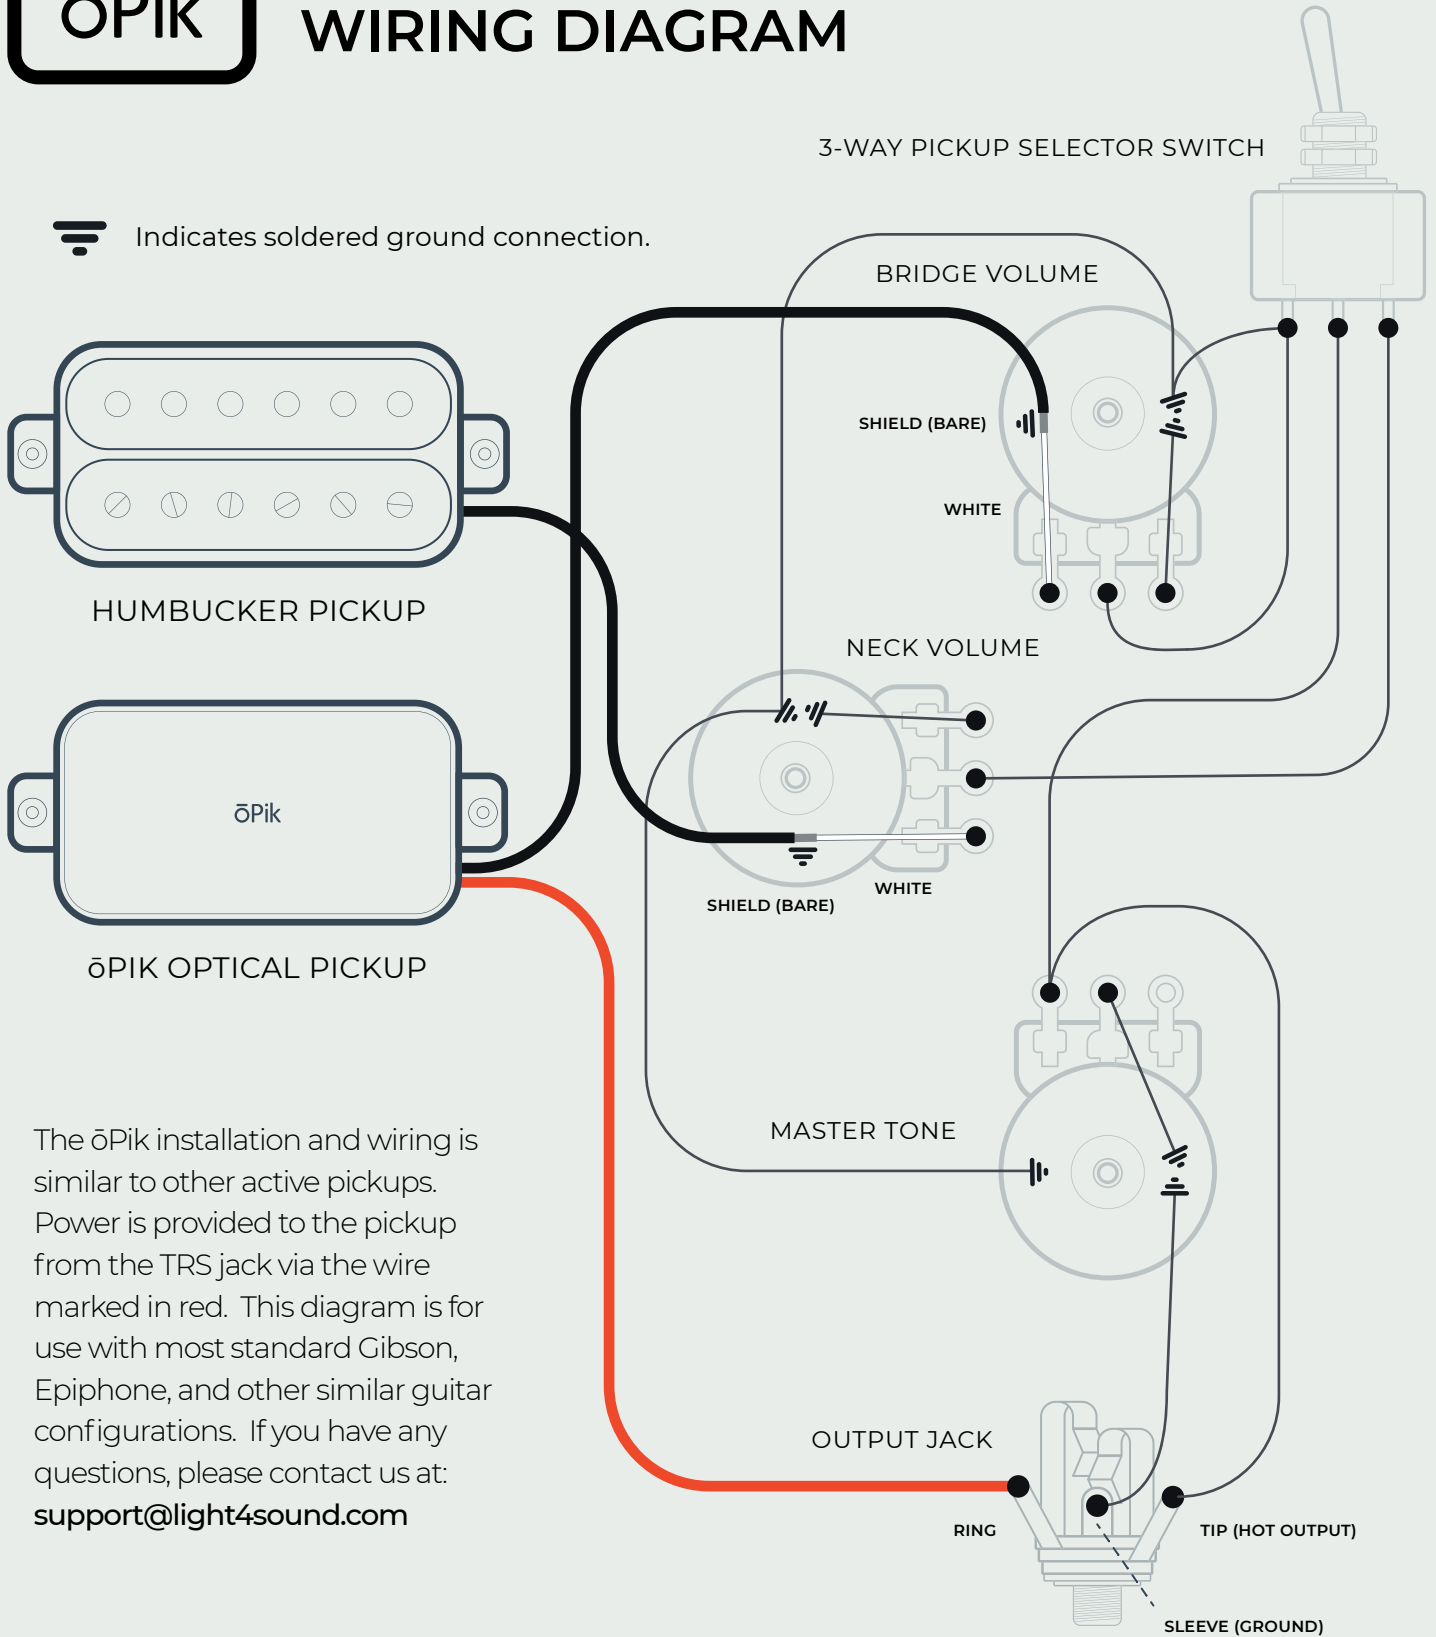 ōPik
WIRING DIAGRAM
3-WAY PICKUP SELECTOR SWITCH
Indicates soldered ground connection.
BRIDGE VOLUME
SHIELD (BARE)
WHITE
HUMBUCKER PICKUP
NECK VOLUME
ōPik
WHITE
SHIELD (BARE)
ōPIK OPTICAL PICKUP
MASTER TONE
The ōPik installation and wiring is
similar to other active pickups.
Power is provided to the pickup
from the TRS jack via the wire
marked in red.  This diagram is for
use with most standard Gibson,
Epiphone, and other similar guitar
configurations.  If you have any
questions, please contact us at:
support@light4sound.com
OUTPUT JACK
RING
TIP (HOT OUTPUT)
SLEEVE (GROUND)